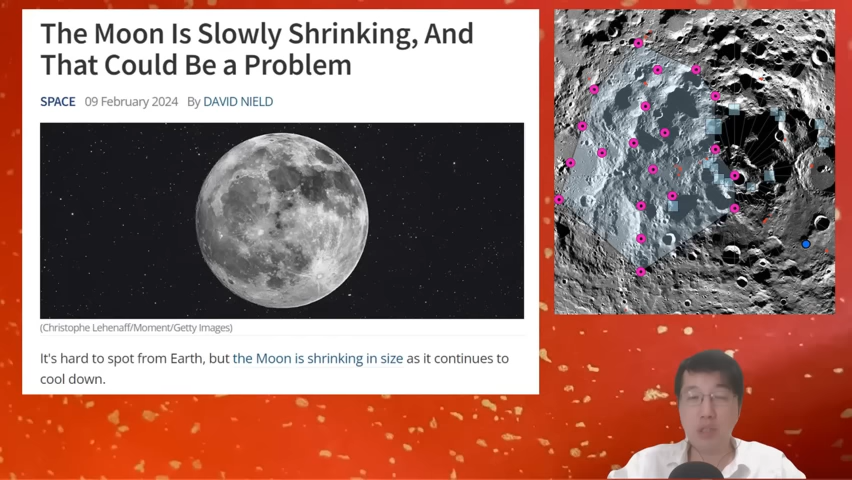 The Moon Is Slowly Shrinking, And
That Could Be a Problem
SPACE 09 February 2024 By DAVID NIELD
(Christophe Lehenaff/Moment/Getty Images)
It's hard to spot from Earth, but the Moon is shrinking in size as it continues to
cool down.